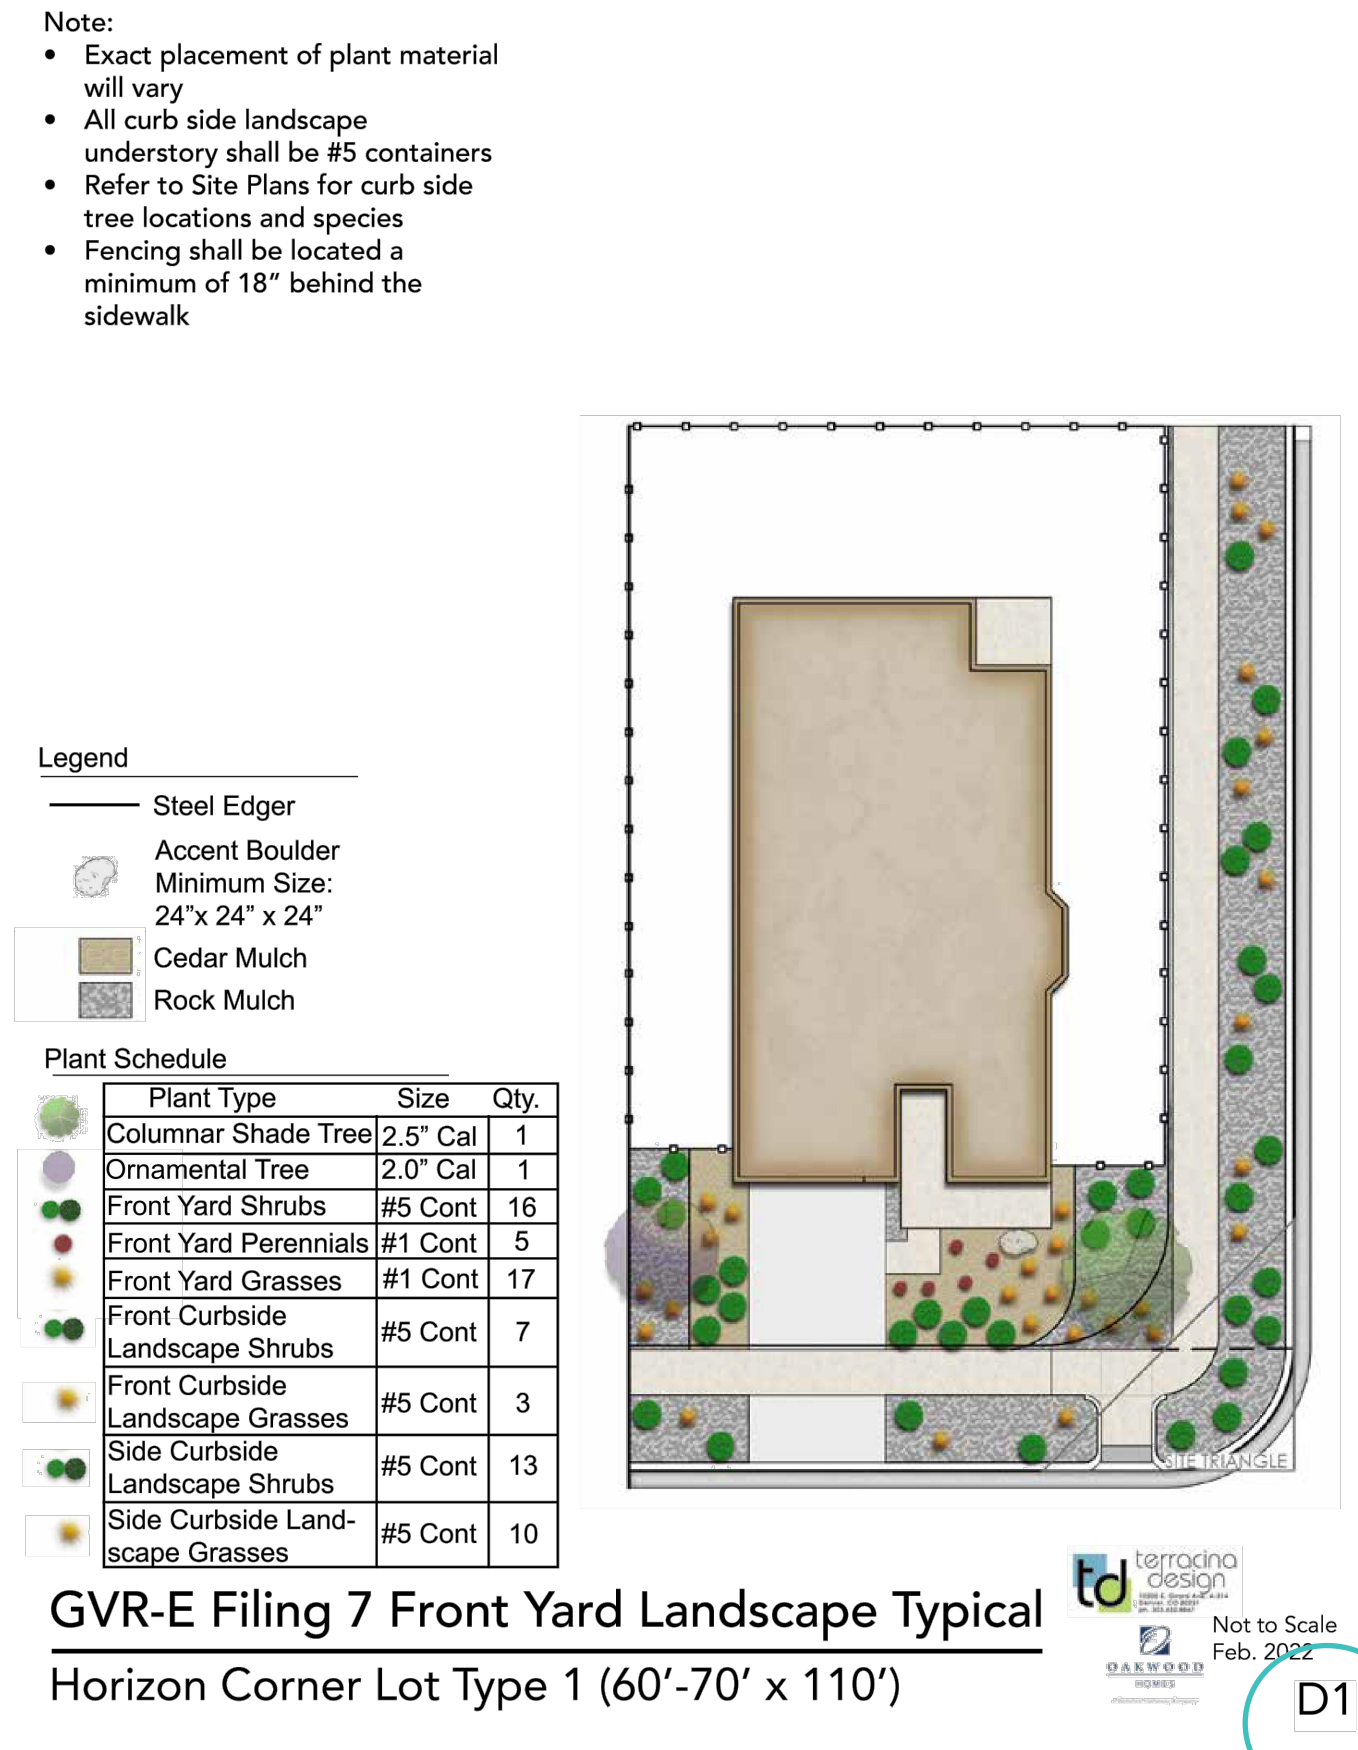 Note:
• Exact placement of plant material
will vary
• All curb side landscape
understory shall be #5 containers
• Refer to Site Plans for curb side
tree locations and species
• Fencing shall be located a
minimum of 18” behind the
sidewalk
Legend
Steel Edger
Accent Boulder
Minimum Size:
24”x 24” x 24”
Cedar Mulch
Rock Mulch
Plant Schedule
Plant Type Size Qty.
Columnar Shade Tree 2.5” Cal 1
Ornamental Tree 2.0” Cal 1
Front Yard Shrubs #5 Cont 16
Front Yard Perennials #1 Cont 5
Front Yard Grasses #1 Cont 17
Front Curbside
Landscape Shrubs #5 Cont 7
Front Curbside
Landscape Grasses #5 Cont 3
Side Curbside
Landscape Shrubs #5 Cont 13
Side Curbside Land-
scape Grasses #5 Cont 10
SITE TRIANGLE
GVR-E Filing 7 Front Yard Landscape Typical
Horizon Corner Lot Type 1 (60’-70’ x 110’)
td terracina
design
OAKWOOD
HOMES
Not to Scale
Feb. 2022
D1